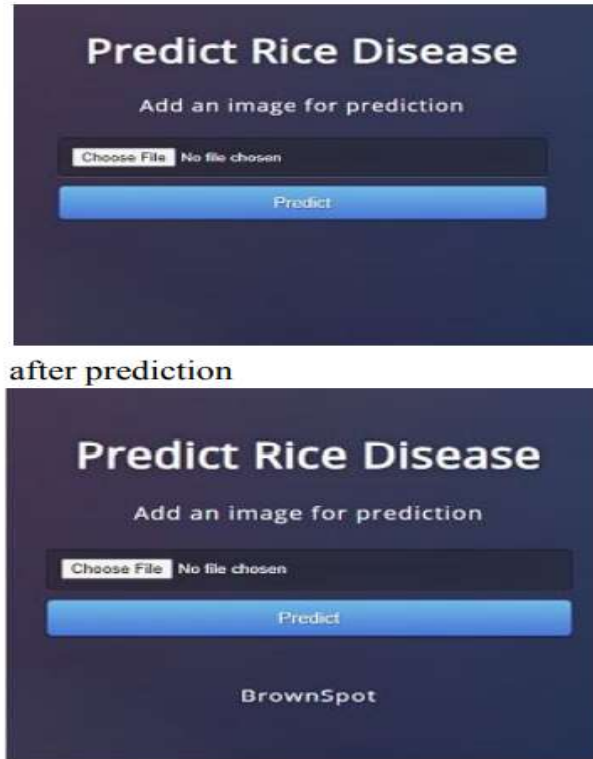 Predict Rice Disease
Add an image for prediction
Choose File No file chosen
Predict
after prediction
Predict Rice Disease
Add an image for prediction
Choose File No file chosen
Predict
BrownSpot